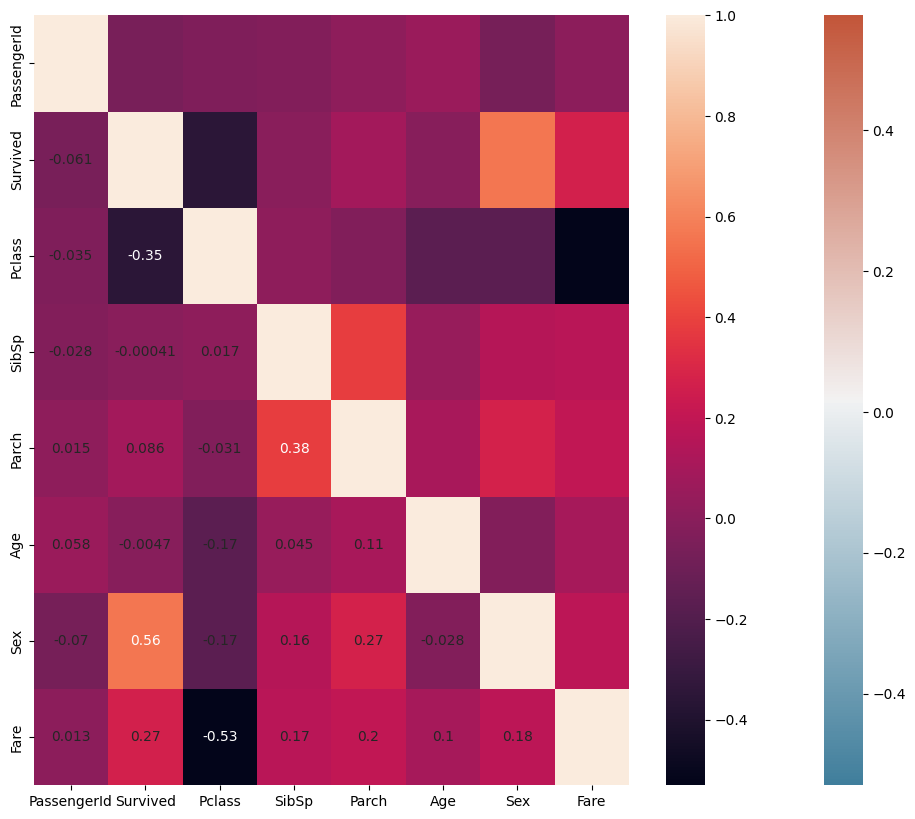 PassengerId
Survived -0.061
Pclass -0.035 -0.35
SibSp -0.028 -0.00041 0.017
Parch 0.015 0.086 -0.031 0.38
Age 0.058 -0.0047 -0.17 0.045 0.11
Sex -0.07 0.56 -0.17 0.16 0.27 -0.028
Fare 0.013 0.27 -0.53 0.17 0.2 0.1 0.18
PassengerId Survived Pclass SibSp Parch Age Sex Fare
1.0
0.8
0.6
0.4
0.2
0.0
−0.2
−0.4
0.4
0.2
0.0
−0.2
−0.4